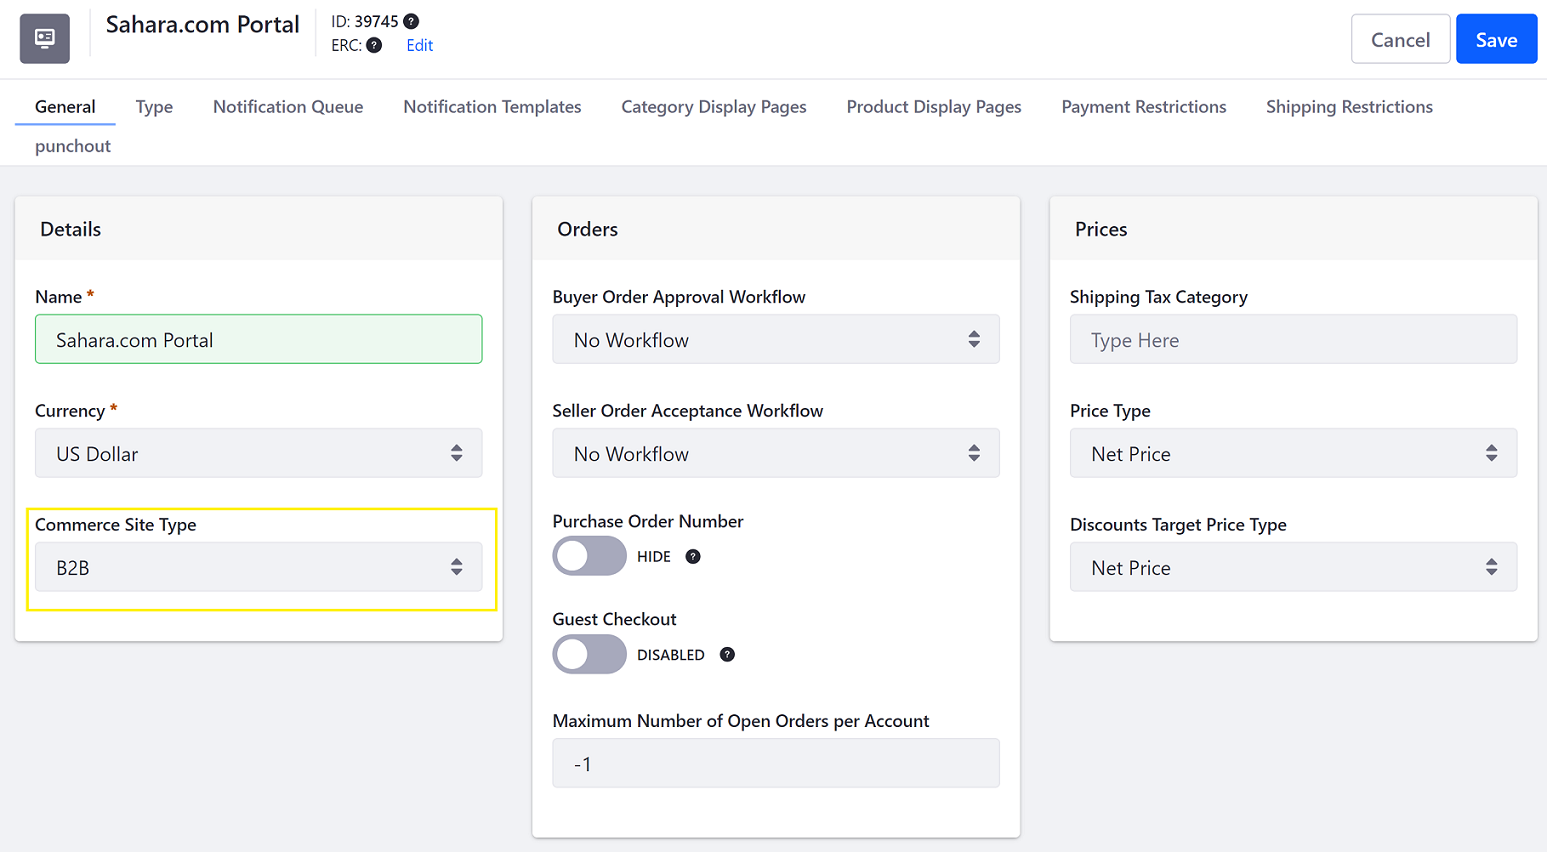 Sahara.com Portal
ID: 39745 ?
ERC: ? Edit
Cancel
Save
General
Type
Notification Queue
Notification Templates
Category Display Pages
Product Display Pages
Payment Restrictions
Shipping Restrictions
punchout
Details
Name *
Sahara.com Portal
Currency *
US Dollar
Commerce Site Type
B2B
Orders
Buyer Order Approval Workflow
No Workflow
Seller Order Acceptance Workflow
No Workflow
Purchase Order Number
HIDE ?
Guest Checkout
DISABLED ?
Maximum Number of Open Orders per Account
-1
Prices
Shipping Tax Category
Type Here
Price Type
Net Price
Discounts Target Price Type
Net Price